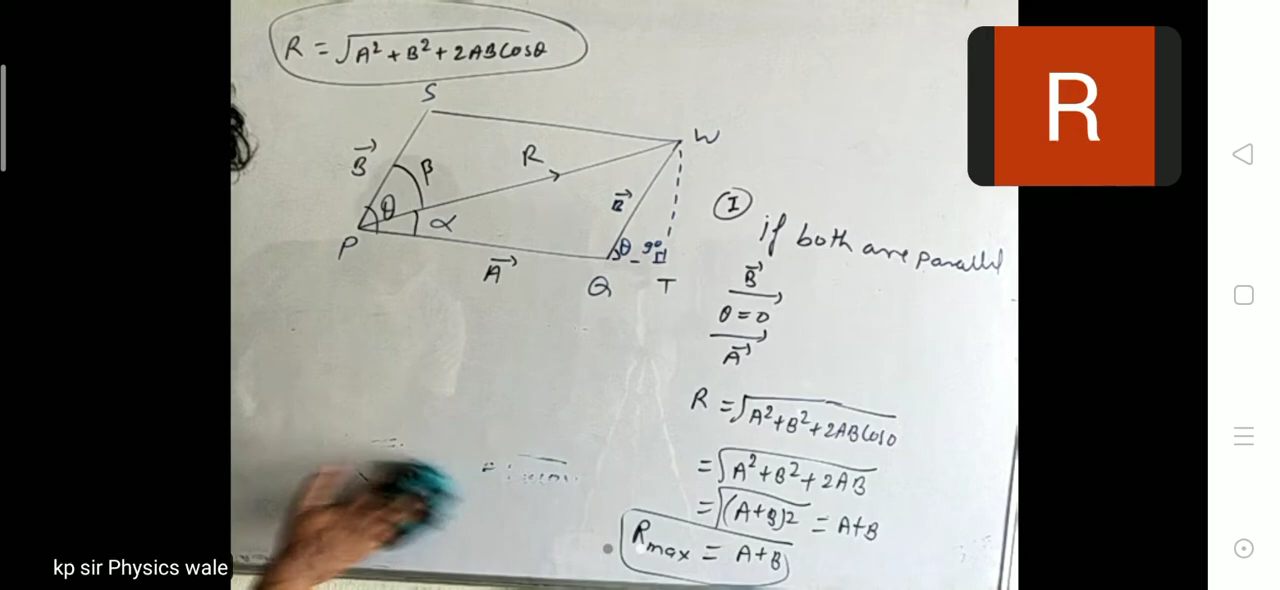 R = √A² + B² + 2ABCosθ
S
W
B⃗
β
R
θ
α
P
A⃗
Q
θ
90
T
R
I
if both are parallel
B⃗
θ = 0
A⃗
R = √A² + B² + 2ABCos0
= √A² + B² + 2AB
= √(A+B)2 = A+B
Rmax = A+B
kp sir Physics wale